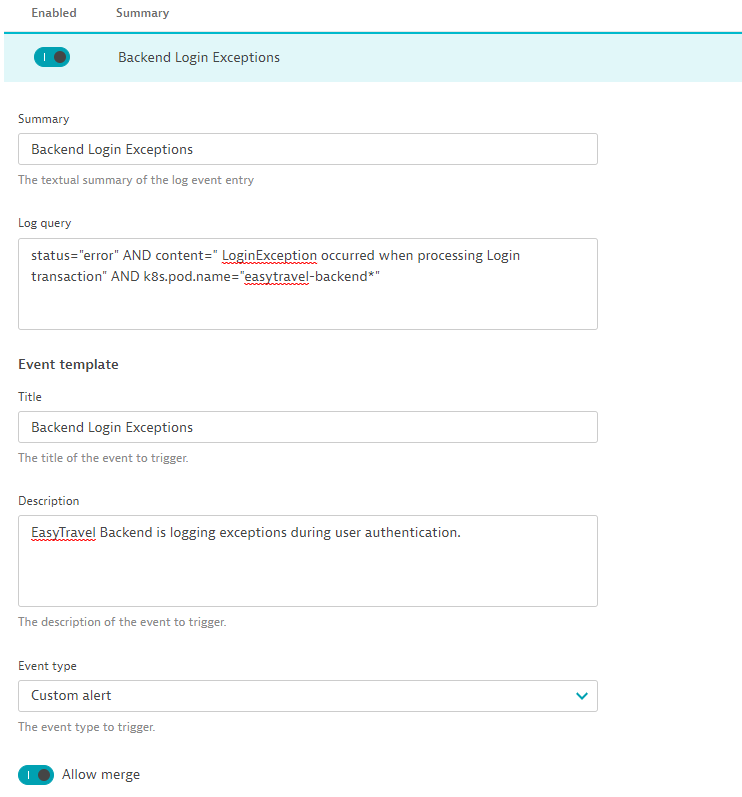 Enabled Summary
Backend Login Exceptions
Summary
Backend Login Exceptions
The textual summary of the log event entry
Log query
status="error" AND content=" LoginException occurred when processing Login
transaction" AND k8s.pod.name="easytravel-backend*"
Event template
Title
Backend Login Exceptions
The title of the event to trigger.
Description
EasyTravel Backend is logging exceptions during user authentication.
The description of the event to trigger.
Event type
Custom alert
The event type to trigger.
Allow merge